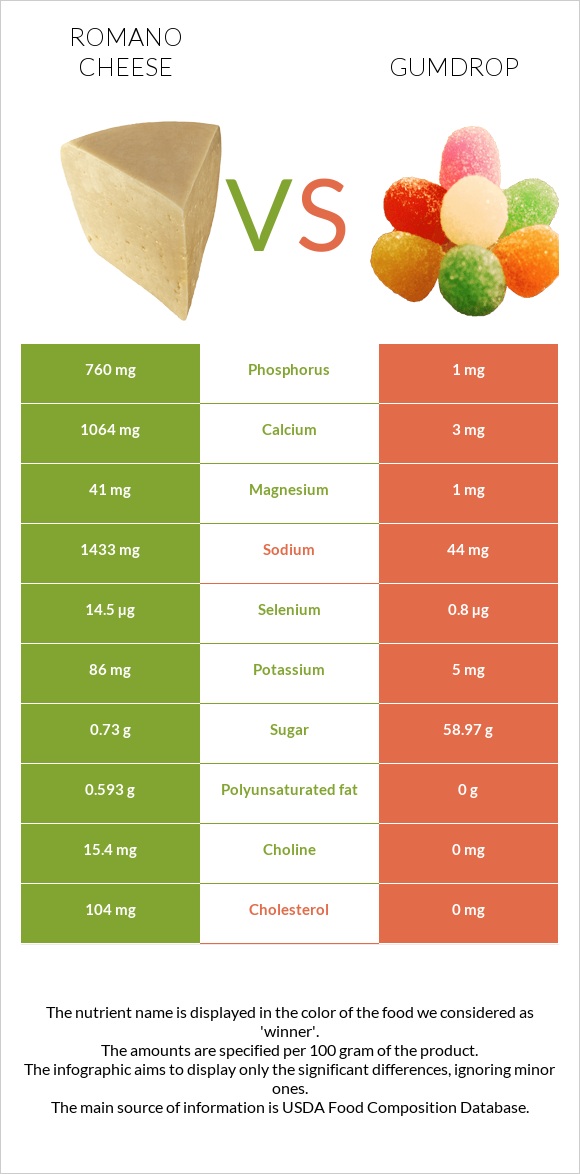 ROMANO
CHEESE
GUMDROP
VS
760 mg Phosphorus 1 mg
1064 mg Calcium 3 mg
41 mg Magnesium 1 mg
1433 mg Sodium 44 mg
14.5 µg Selenium 0.8 µg
86 mg Potassium 5 mg
0.73 g Sugar 58.97 g
0.593 g Polyunsaturated fat 0 g
15.4 mg Choline 0 mg
104 mg Cholesterol 0 mg
The nutrient name is displayed in the color of the food we considered as
'winner'.
The amounts are specified per 100 gram of the product.
The infographic aims to display only the significant differences, ignoring minor
ones.
The main source of information is USDA Food Composition Database.